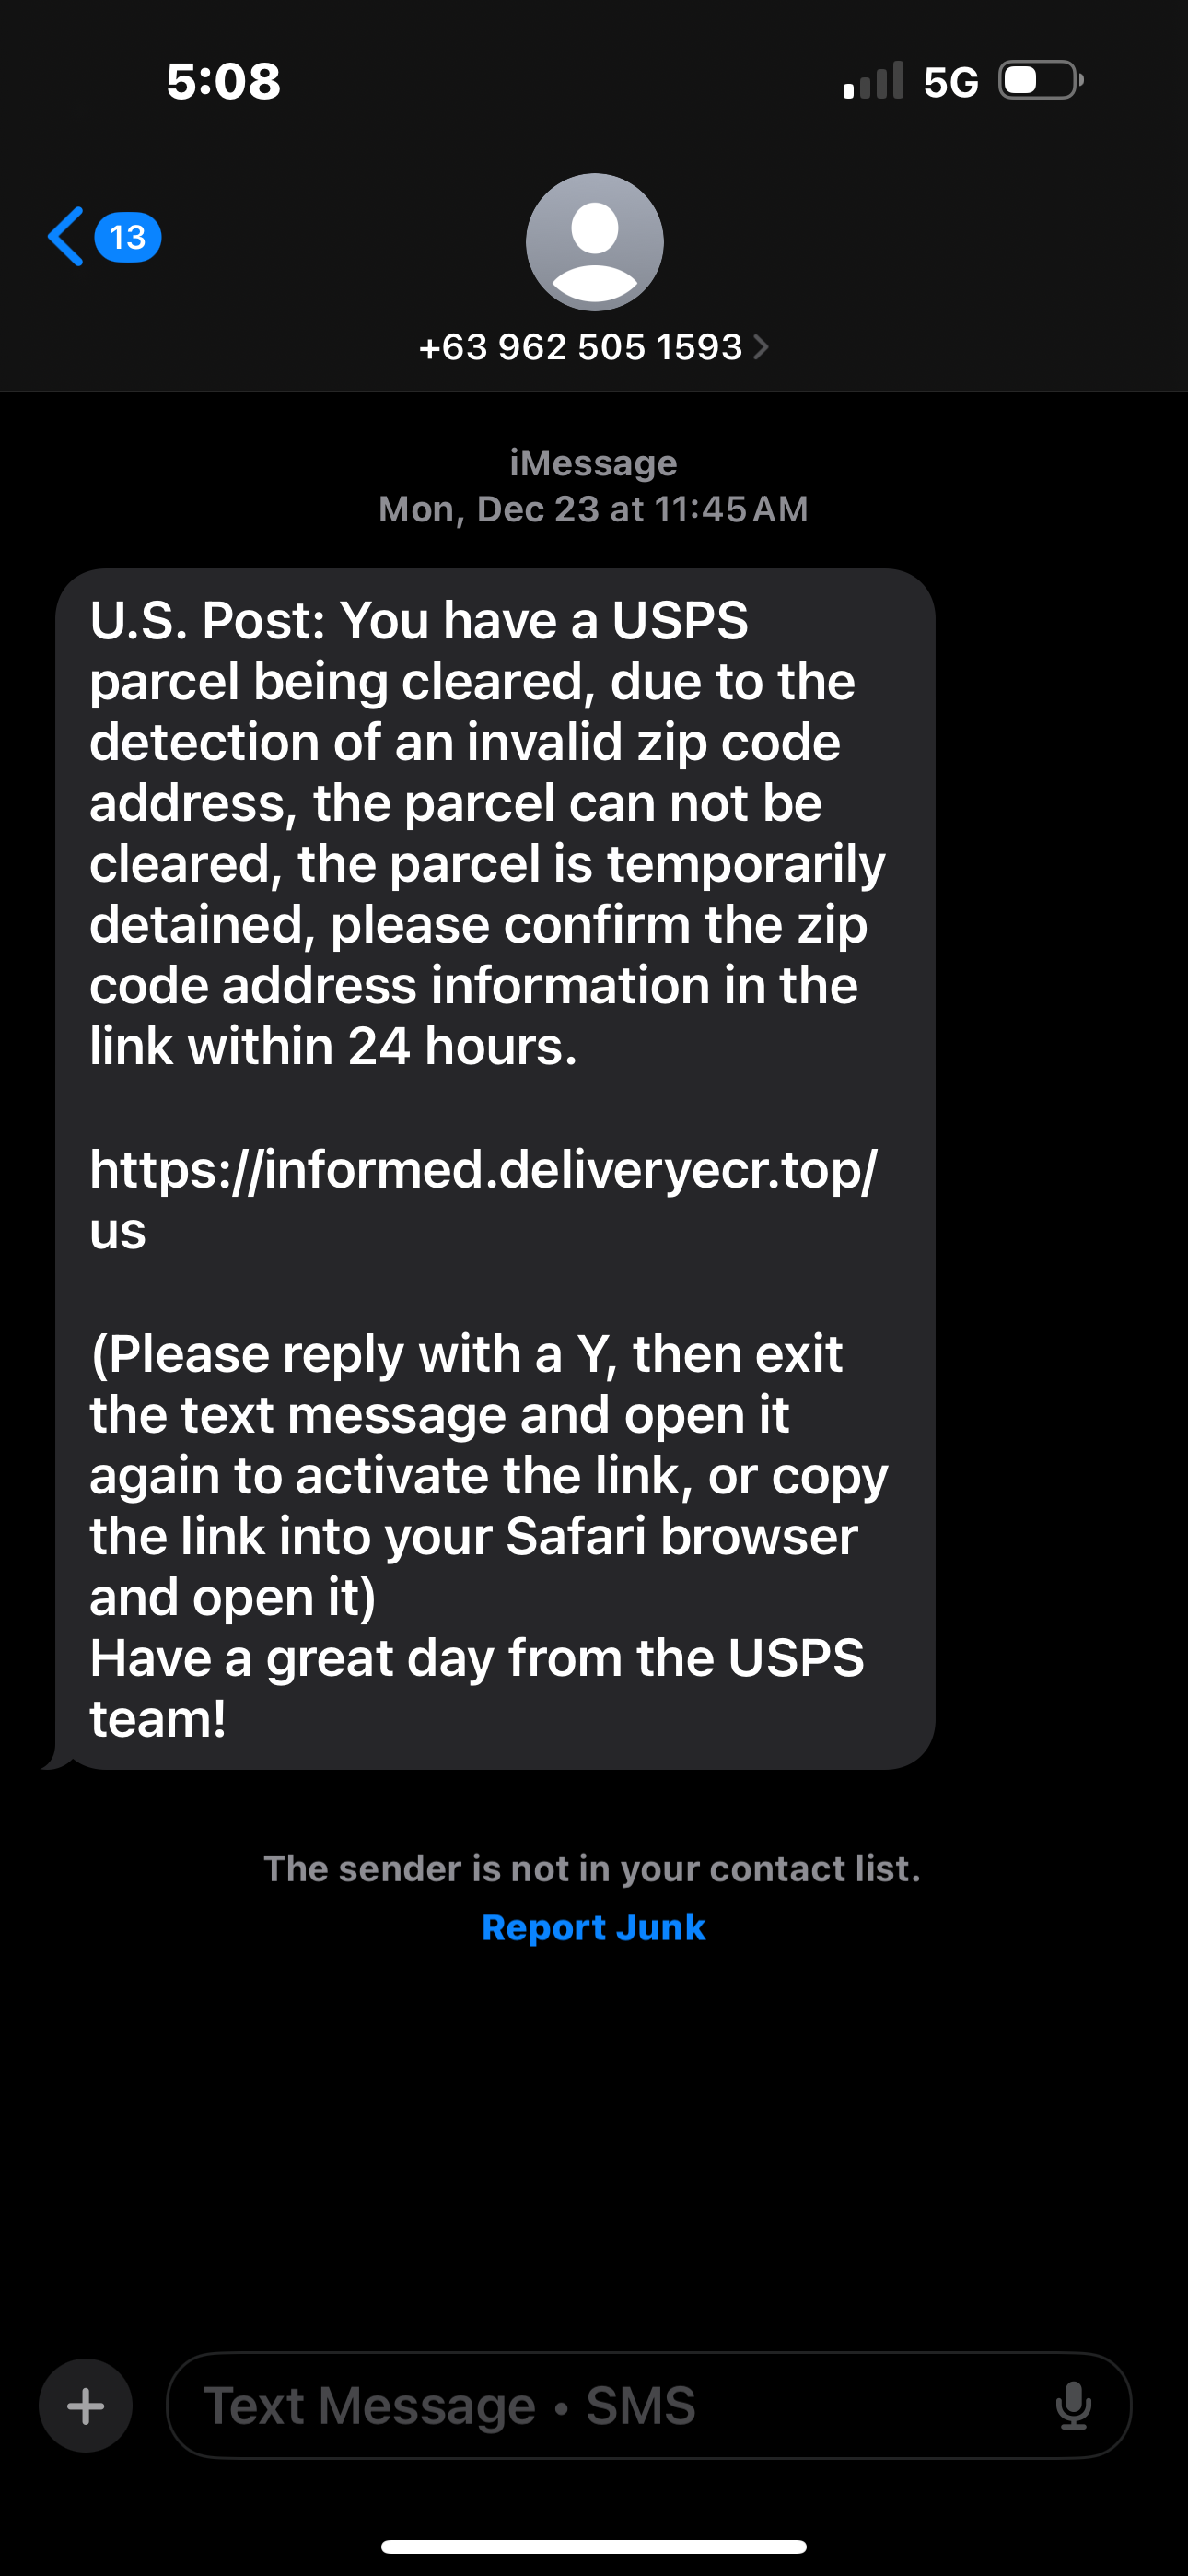 5:08
5G
13
+63 962 505 1593
iMessage
Mon, Dec 23 at 11:45 AM
U.S. Post: You have a USPS
parcel being cleared, due to the
detection of an invalid zip code
address, the parcel can not be
cleared, the parcel is temporarily
detained, please confirm the zip
code address information in the
link within 24 hours.
https://informed.deliveryecr.top/
us
(Please reply with a Y, then exit
the text message and open it
again to activate the link, or copy
the link into your Safari browser
and open it)
Have a great day from the USPS
team!
The sender is not in your contact list.
Report Junk
Text Message • SMS